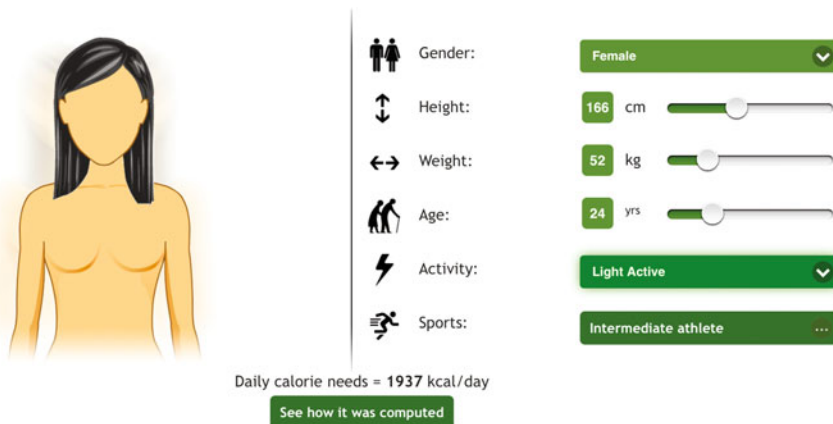 Gender: Female
Height: 166 cm
Weight: 52 kg
Age: 24 yrs
Activity: Light Active
Sports: Intermediate athlete ...
Daily calorie needs = 1937 kcal/day
See how it was computed